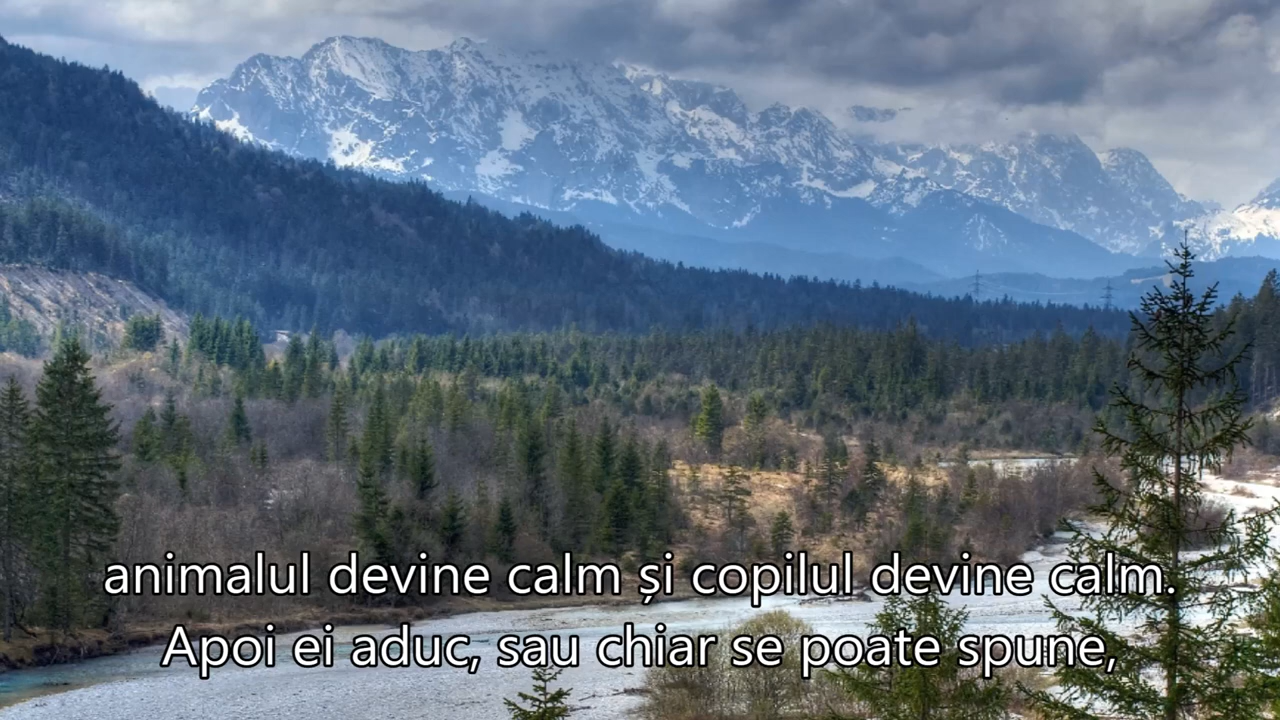 animalul devine calm și copilul devine calm.
Apoi ei aduc, sau chiar se poate spune,